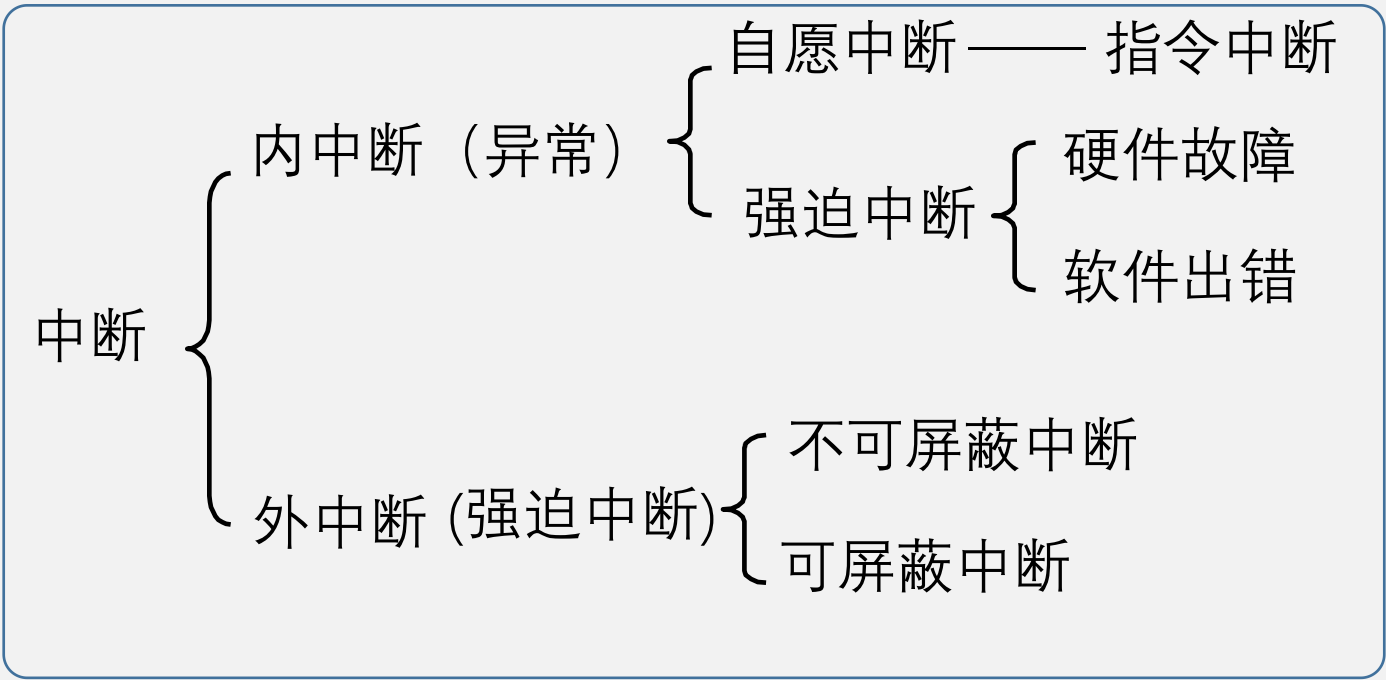 自愿中断
指令中断
内中断（异常）
硬件故障
强迫中断
软件出错
中断
不可屏蔽中断
外中断(强迫中断)
可屏蔽中断